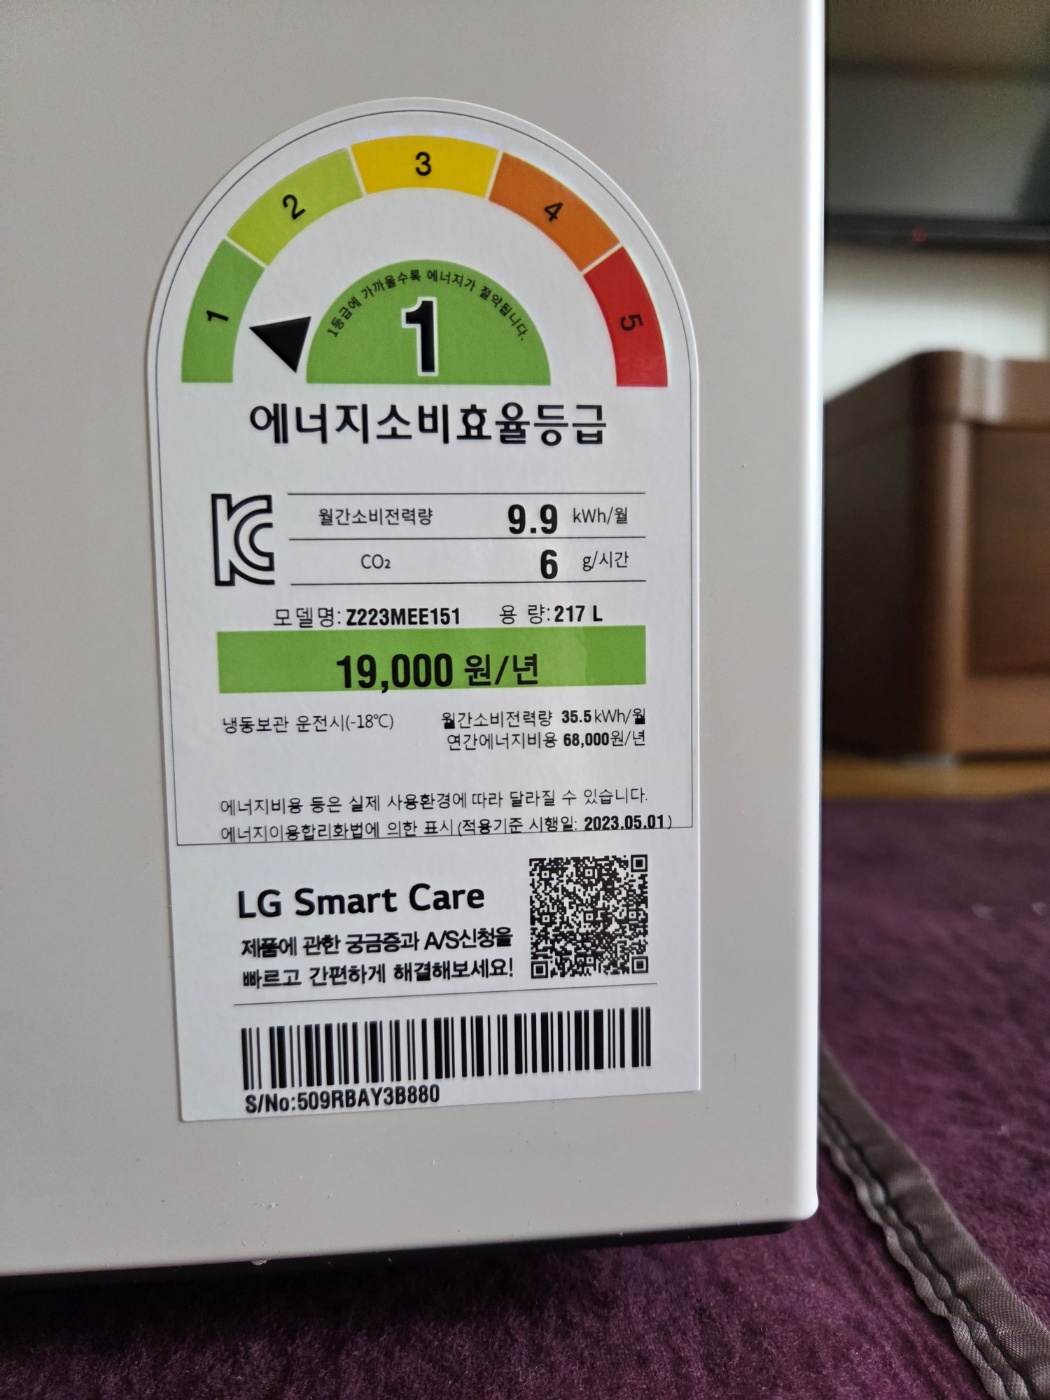 1 2 3 4 5
1등급에 가까울수록 에너지가 절약됩니다.
1
에너지소비효율등급
월간소비전력량 9.9 kWh/월
CO₂ 6 g/시간
모델명: Z223MEE151 용 량: 217 L
19,000 원/년
냉동보관 운전시(-18℃) 월간소비전력량 35.5kWh/월
연간에너지비용 68,000원/년
에너지비용 등은 실제 사용환경에 따라 달라질 수 있습니다.
에너지이용합리화법에 의한 표시(적용기준 시행일: 2023.05.01)
LG Smart Care
제품에 관한 궁금증과 A/S신청을
빠르고 간편하게 해결해보세요!
S/No:509RBAY3B880